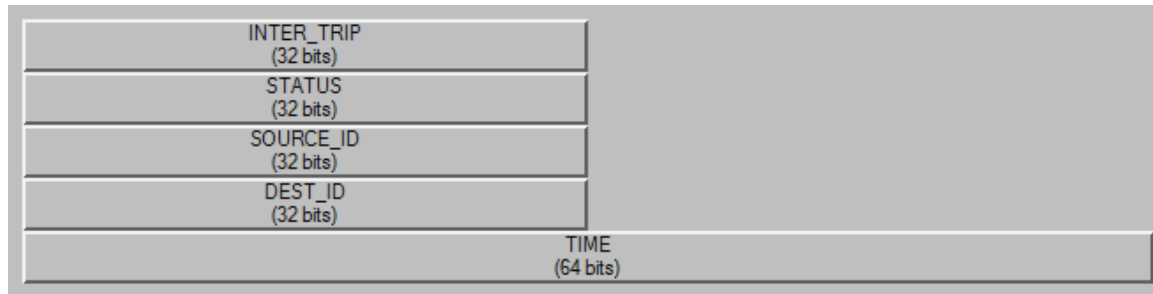 INTER_TRIP
(32 bits)
STATUS
(32 bits)
SOURCE_ID
(32 bits)
DEST_ID
(32 bits)
TIME
(64 bits)